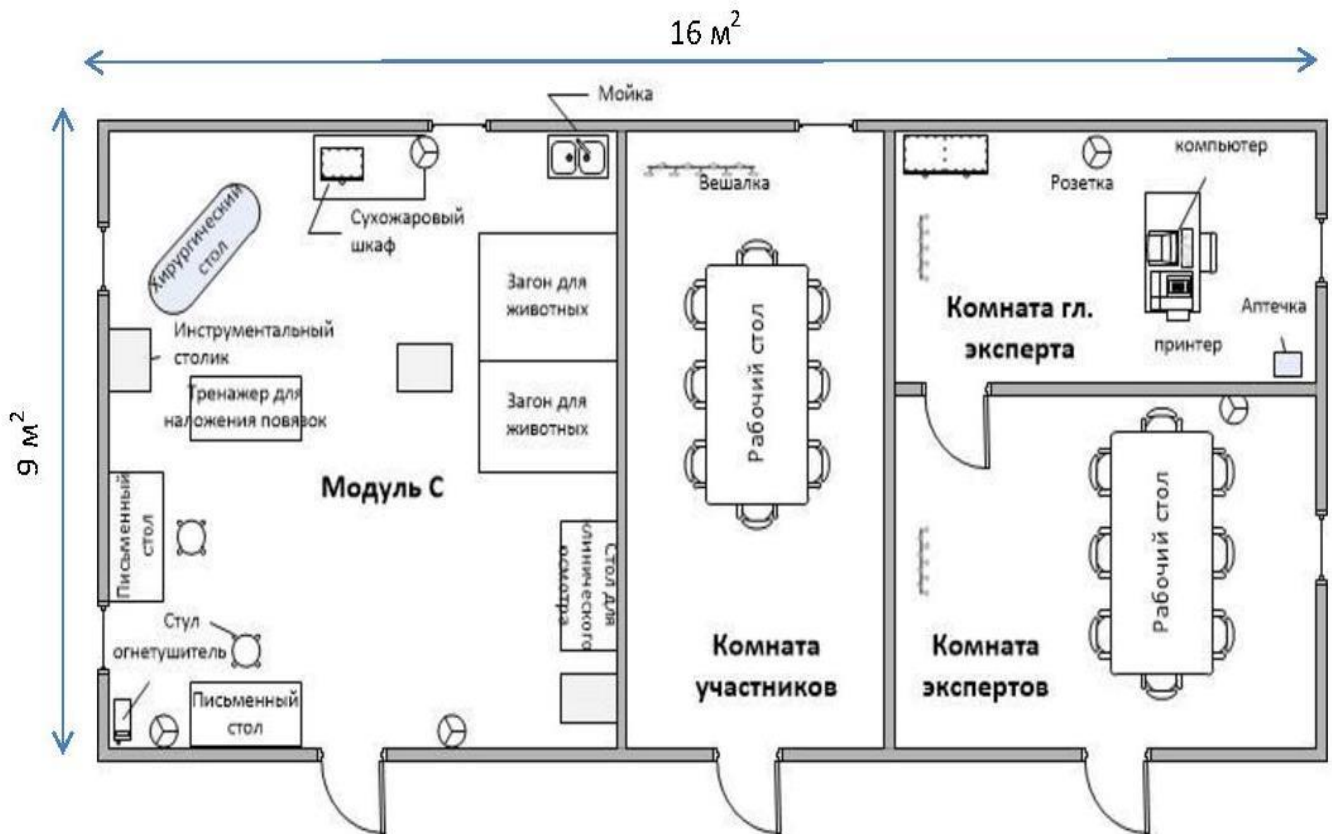 16 м²
9 м²
Мойка
Сухожаровый
шкаф
Хирургический
стол
Инструментальный
столик
Тренажер для
наложения повязок
Загон для
животных
Загон для
животных
Модуль С
Письменный
стол
Стул
огнетушитель
Письменный
стол
Стол для
клинического
осмотра
Вешалка
Рабочий стол
Комната
участников
компьютер
Розетка
Комната гл.
эксперта
принтер
Аптечка
Рабочий стол
Комната
экспертов